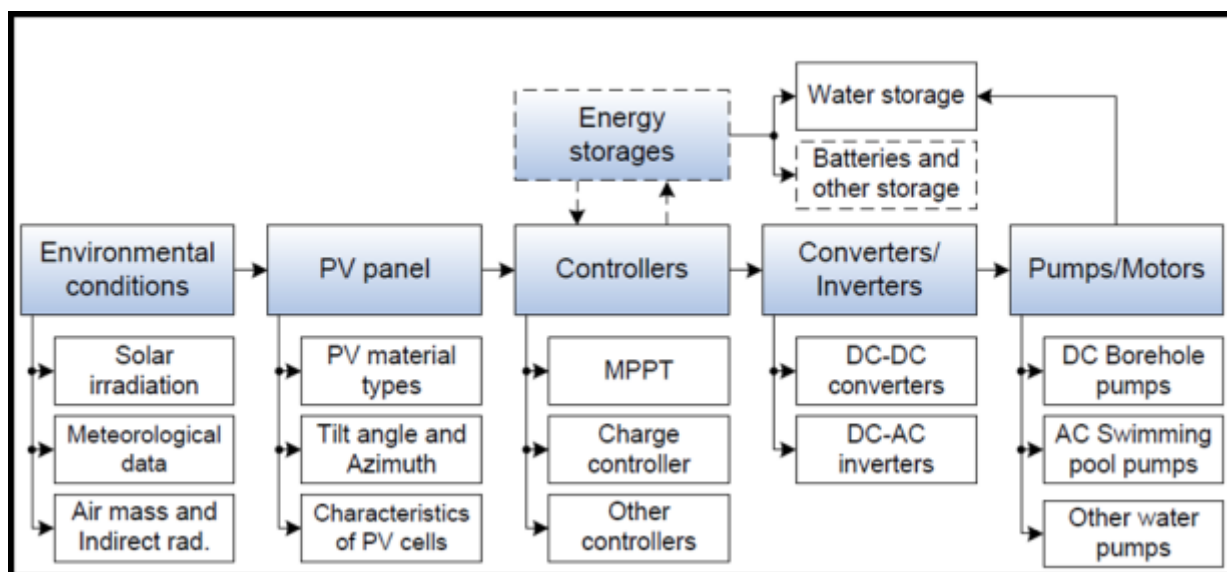 Energy
storages
Water storage
Batteries and
other storage
Environmental
conditions
PV panel
Controllers
Converters/
Inverters
Pumps/Motors
Solar
irradiation
Meteorological
data
Air mass and
Indirect rad.
PV material
types
Tilt angle and
Azimuth
Characteristics
of PV cells
MPPT
Charge
controller
Other
controllers
DC-DC
converters
DC-AC
inverters
DC Borehole
pumps
AC Swimming
pool pumps
Other water
pumps